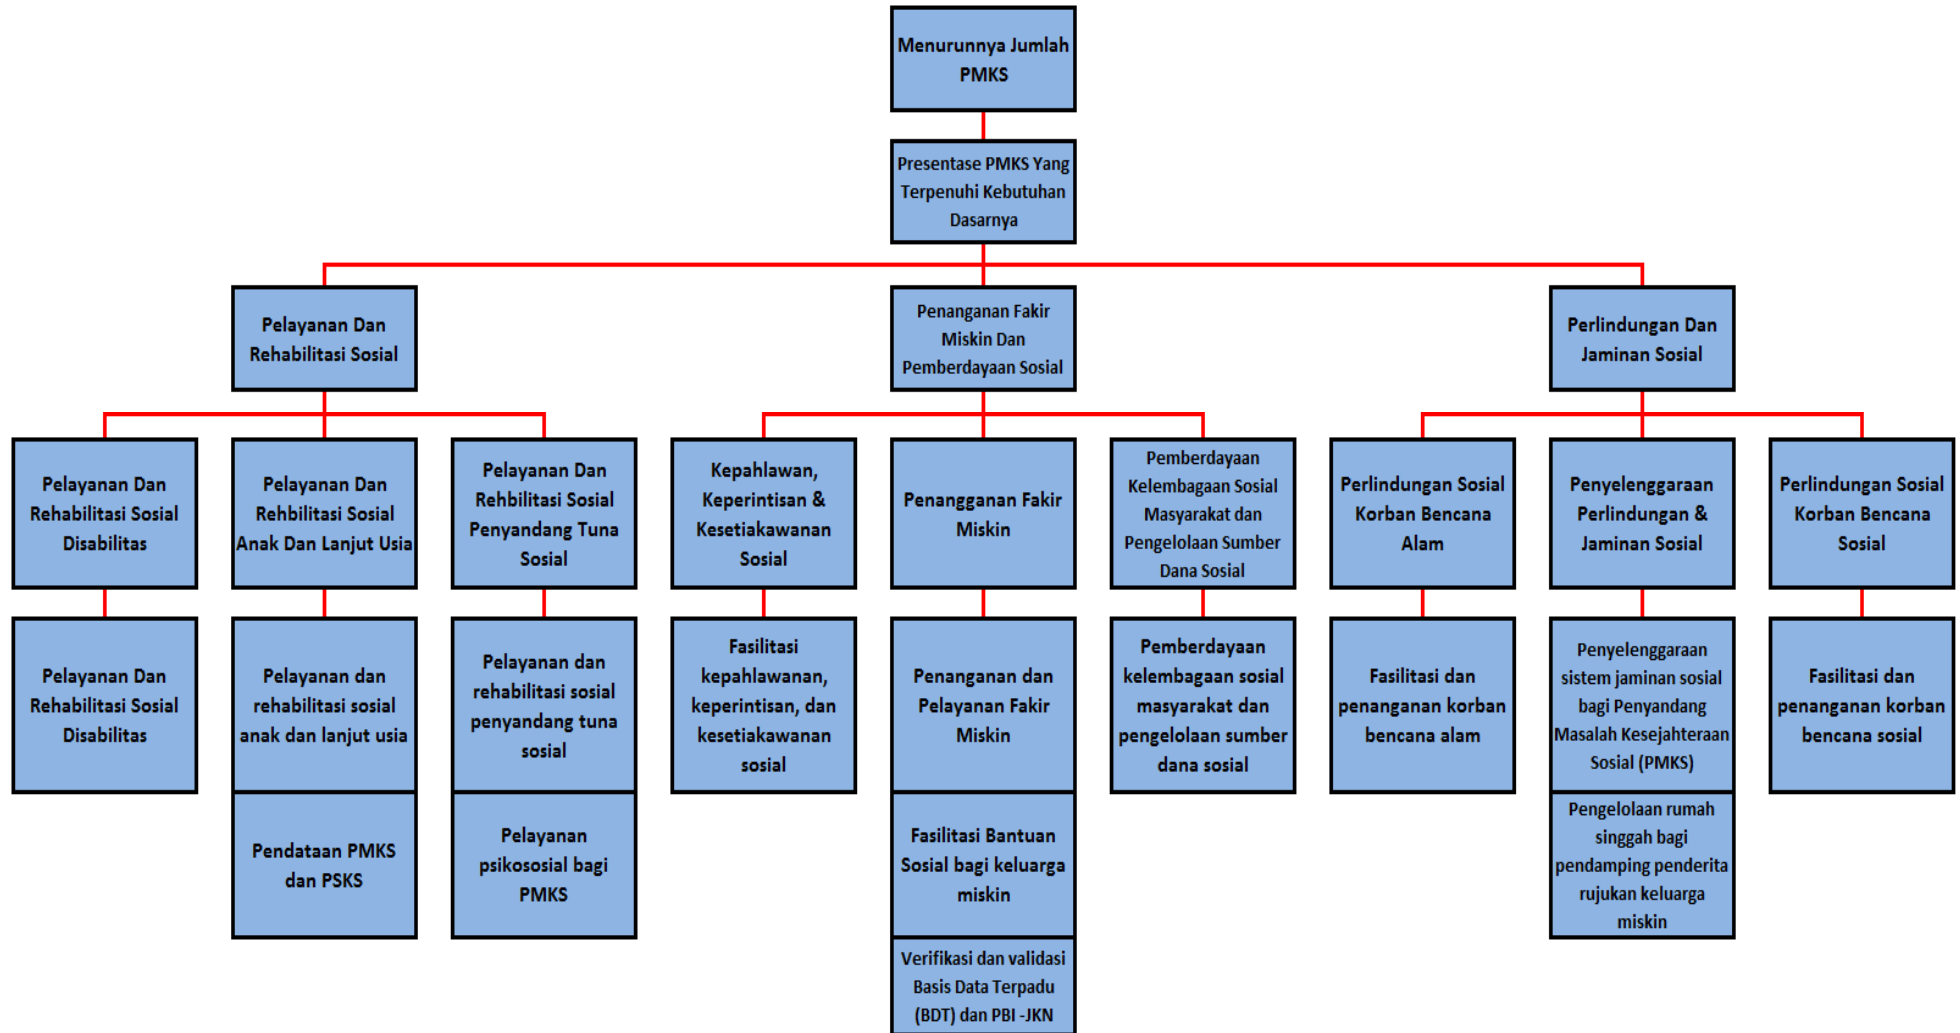 Menurunnya Jumlah
PMKS
Presentase PMKS Yang
Terpenuhi Kebutuhan
Dasarnya
Pelayanan Dan
Rehabilitasi Sosial
Penanganan Fakir
Miskin Dan
Pemberdayaan Sosial
Perlindungan Dan
Jaminan Sosial
Pelayanan Dan
Rehabilitasi Sosial
Disabilitas
Pelayanan Dan
Rehbilitasi Sosial
Anak Dan Lanjut Usia
Pelayanan Dan
Rehbilitasi Sosial
Penyandang Tuna
Sosial
Kepahlawan,
Keperintisan &
Kesetiakawanan
Sosial
Penangganan Fakir
Miskin
Pemberdayaan
Kelembagaan Sosial
Masyarakat dan
Pengelolaan Sumber
Dana Sosial
Perlindungan Sosial
Korban Bencana
Alam
Penyelenggaraan
Perlindungan &
Jaminan Sosial
Perlindungan Sosial
Korban Bencana
Sosial
Pelayanan Dan
Rehabilitasi Sosial
Disabilitas
Pelayanan dan
rehabilitasi sosial
anak dan lanjut usia
Pelayanan dan
rehabilitasi sosial
penyandang tuna
sosial
Fasilitasi
kepahlawanan,
keperintisan, dan
kesetiakawanan
sosial
Penanganan dan
Pelayanan Fakir
Miskin
Pemberdayaan
kelembagaan sosial
masyarakat dan
pengelolaan sumber
dana sosial
Fasilitasi dan
penanganan korban
bencana alam
Penyelenggaraan
sistem jaminan sosial
bagi Penyandang
Masalah Kesejahteraan
Sosial (PMKS)
Fasilitasi dan
penanganan korban
bencana sosial
Pendataan PMKS
dan PSKS
Pelayanan
psikososial bagi
PMKS
Fasilitasi Bantuan
Sosial bagi keluarga
miskin
Pengelolaan rumah
singgah bagi
pendamping penderita
rujukan keluarga
miskin
Verifikasi dan validasi
Basis Data Terpadu
(BDT) dan PBI -JKN